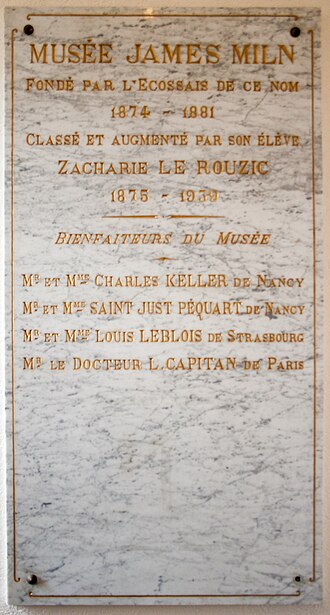 MUSÉE JAMES MILN
FONDÉ PAR L'ECOSSAIS DE CE NOM
1874 - 1881
CLASSÉ ET AUGMENTÉ PAR SON ÉLÈVE
ZACHARIE LE ROUZIC
1875 - 1939
BIENFAITEURS DU MUSÉE
MR ET MME CHARLES KELLER DE NANCY
MR ET MME SAINT JUST PÉQUART DE NANCY
MR ET MME LOUIS LEBLOIS DE STRASBOURG
MR LE DOCTEUR L. CAPITAN DE PARIS